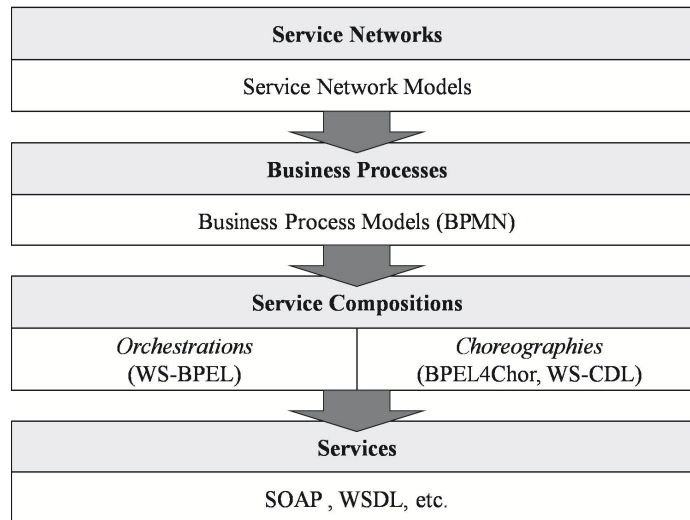 Service Networks
Service Network Models
Business Processes
Business Process Models (BPMN)
Service Compositions
Orchestrations
(WS-BPEL)
Choreographies
(BPEL4Chor, WS-CDL)
Services
SOAP , WSDL, etc.